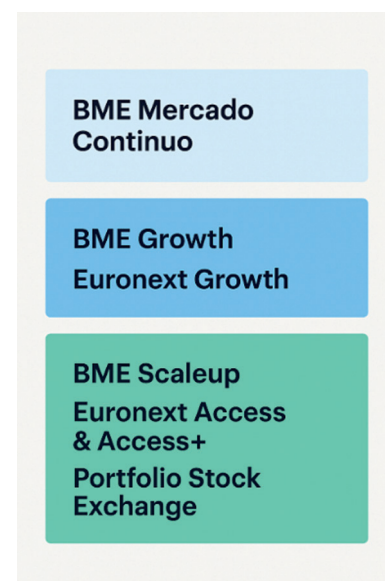 BME Mercado
Continuo
BME Growth
Euronext Growth
BME Scaleup
Euronext Access
& Access+
Portfolio Stock
Exchange